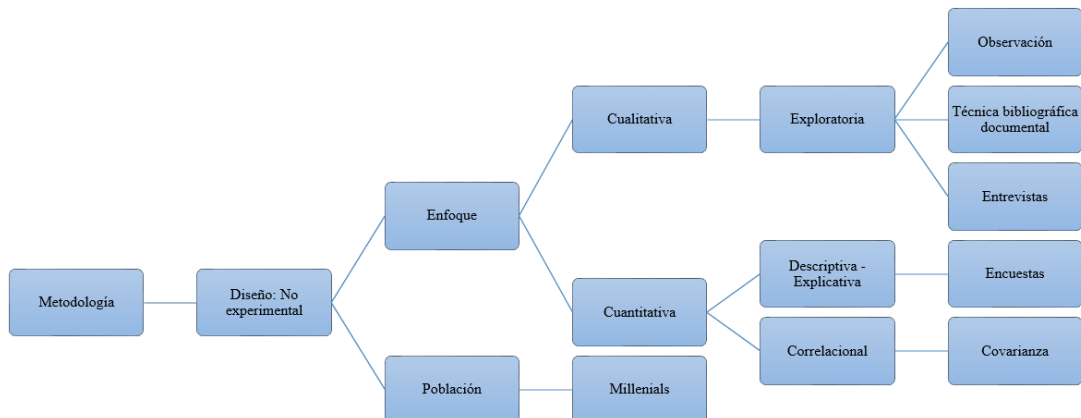 Metodología
Diseño: No
experimental
Enfoque
Cualitativa
Exploratoria
Observación
Técnica bibliográfica
documental
Entrevistas
Cuantitativa
Descriptiva -
Explicativa
Encuestas
Correlacional
Covarianza
Población
Millenials